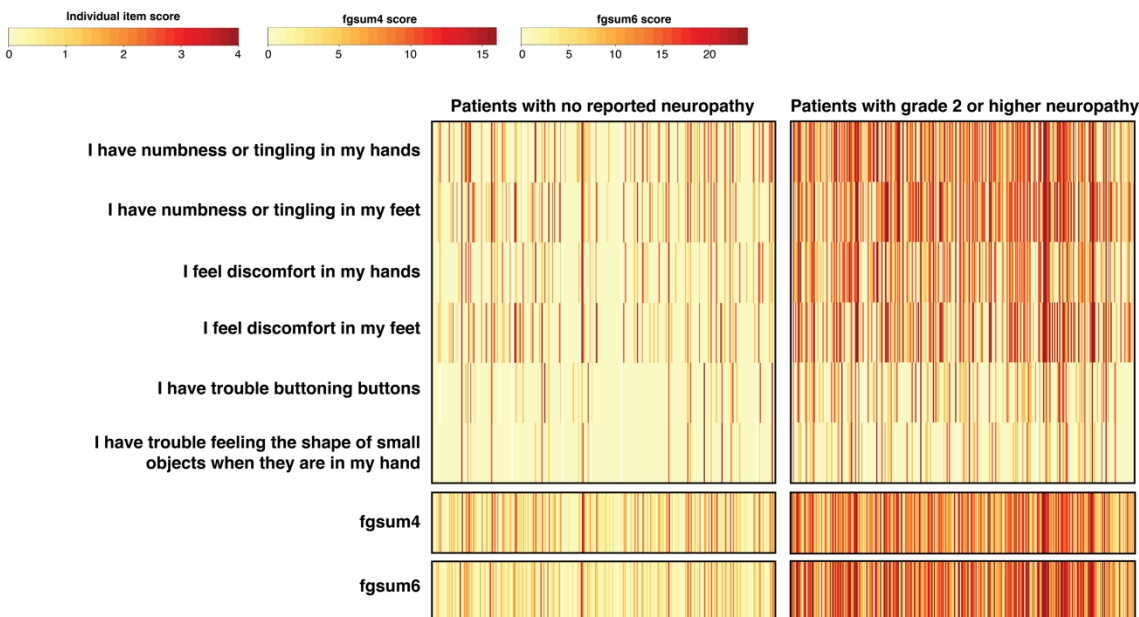 Individual item score
fgsum4 score
fgsum6 score
0 1 2 3 4
0 5 10 15
0 5 10 15 20
Patients with no reported neuropathy
Patients with grade 2 or higher neuropathy
I have numbness or tingling in my hands
I have numbness or tingling in my feet
I feel discomfort in my hands
I feel discomfort in my feet
I have trouble buttoning buttons
I have trouble feeling the shape of small
objects when they are in my hand
fgsum4
fgsum6